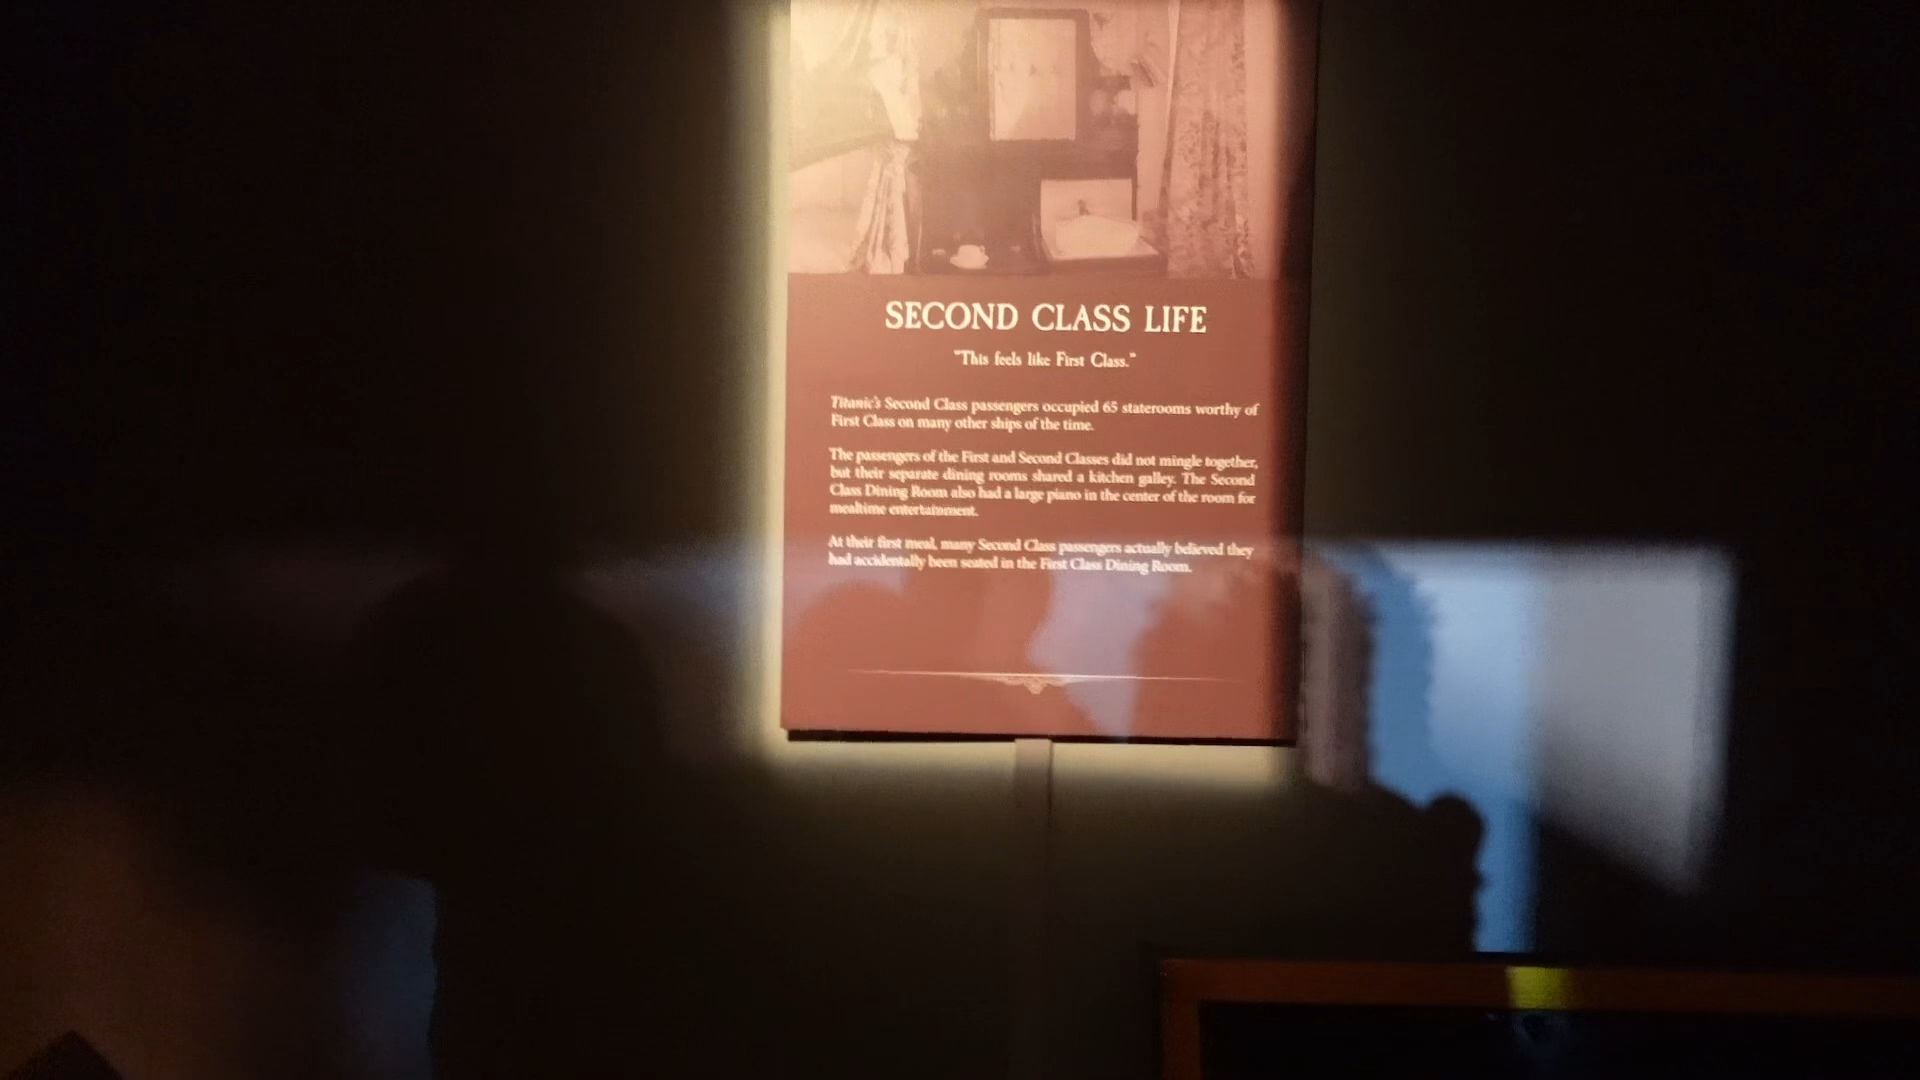 SECOND CLASS LIFE
"This feels like First Class."
Titanic's Second Class passengers occupied 65 staterooms worthy of
First Class on many other ships of the time.
The passengers of the First and Second Classes did not mingle together,
but their separate dining rooms shared a kitchen galley. The Second
Class Dining Room also had a large piano in the center of the room for
mealtime entertainment.
At their first meal, many Second Class passengers actually believed they
had accidentally been seated in the First Class Dining Room.